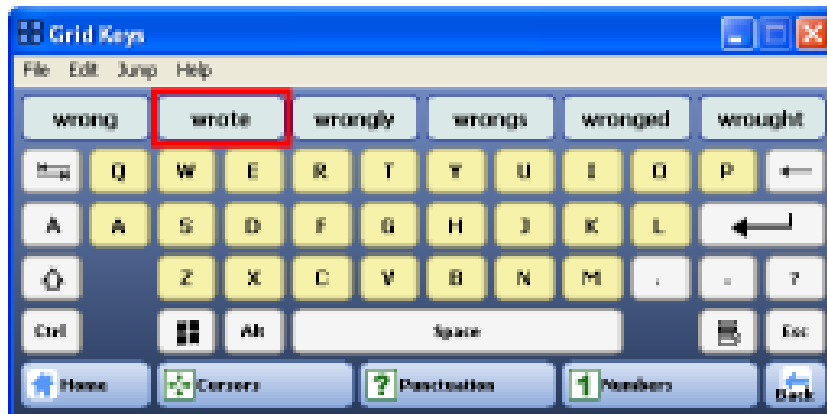 Grid Keys
File Edit Jump Help
wrong wrote wrongly wrongs wronged wrought
Q W E R T Y U I O P
A A S D F G H J K L
Z X C V B N M . ?
Ctrl Alt Space Esc
Home Cursors Punctuation 1 Numbers Back